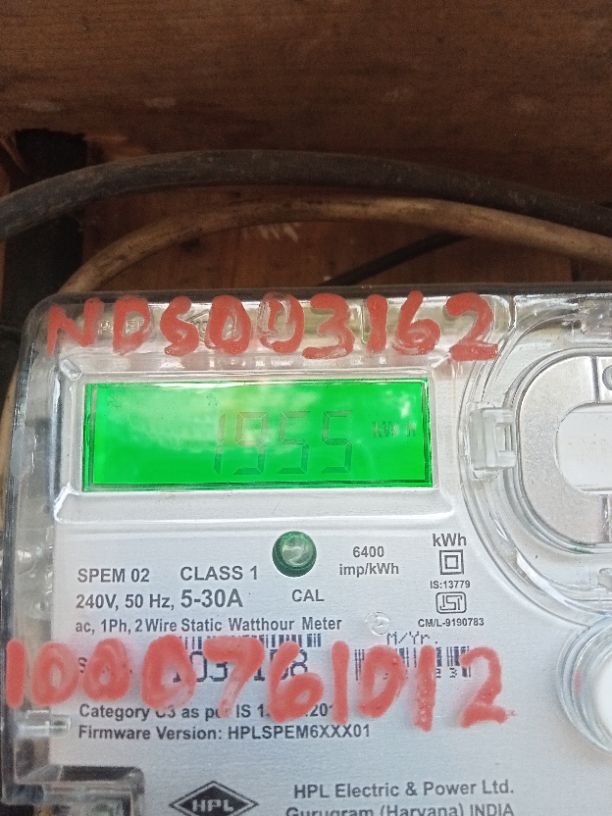 NDS003162
1955 kWh
6400
imp/kWh
kWh
IS:13779
CM/L-9190783
SPEM 02 CLASS 1
240V, 50 Hz, 5-30A
CAL
ac, 1Ph, 2Wire Static Watthour Meter
M/Yr.
1000761012
Category C3 as per IS
Firmware Version: HPLSPEM6XXX01
HPL
HPL Electric & Power Ltd.
Gurugram (Haryana) INDIA